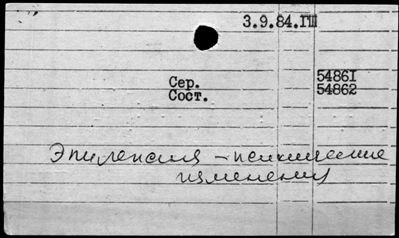 3.9.84.ГШ
Сер. 54861
Сост. 54862
Эпилепсия – психические
изменения